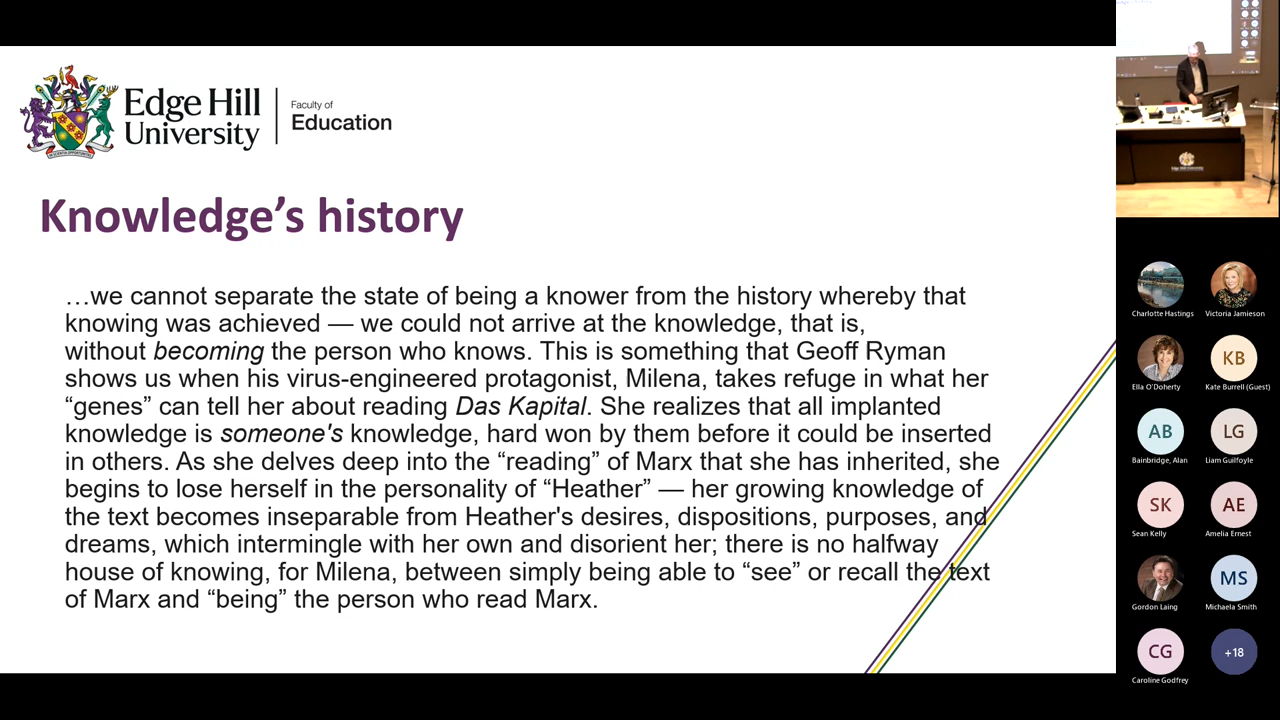 Edge Hill
University
Faculty of
Education
Knowledge’s history
…we cannot separate the state of being a knower from the history whereby that
knowing was achieved — we could not arrive at the knowledge, that is,
without becoming the person who knows. This is something that Geoff Ryman
shows us when his virus-engineered protagonist, Milena, takes refuge in what her
“genes” can tell her about reading Das Kapital. She realizes that all implanted
knowledge is someone's knowledge, hard won by them before it could be inserted
in others. As she delves deep into the “reading” of Marx that she has inherited, she
begins to lose herself in the personality of “Heather” — her growing knowledge of
the text becomes inseparable from Heather's desires, dispositions, purposes, and
dreams, which intermingle with her own and disorient her; there is no halfway
house of knowing, for Milena, between simply being able to “see” or recall the text
of Marx and “being” the person who read Marx.
Edge Hill University
Charlotte Hastings
Victoria Jamieson
Ella O'Doherty
KB
Kate Burrell (Guest)
AB
Bainbridge, Alan
LG
Liam Guilfoyle
SK
Sean Kelly
AE
Amelia Ernest
Gordon Laing
MS
Michaela Smith
CG
Caroline Godfrey
+18